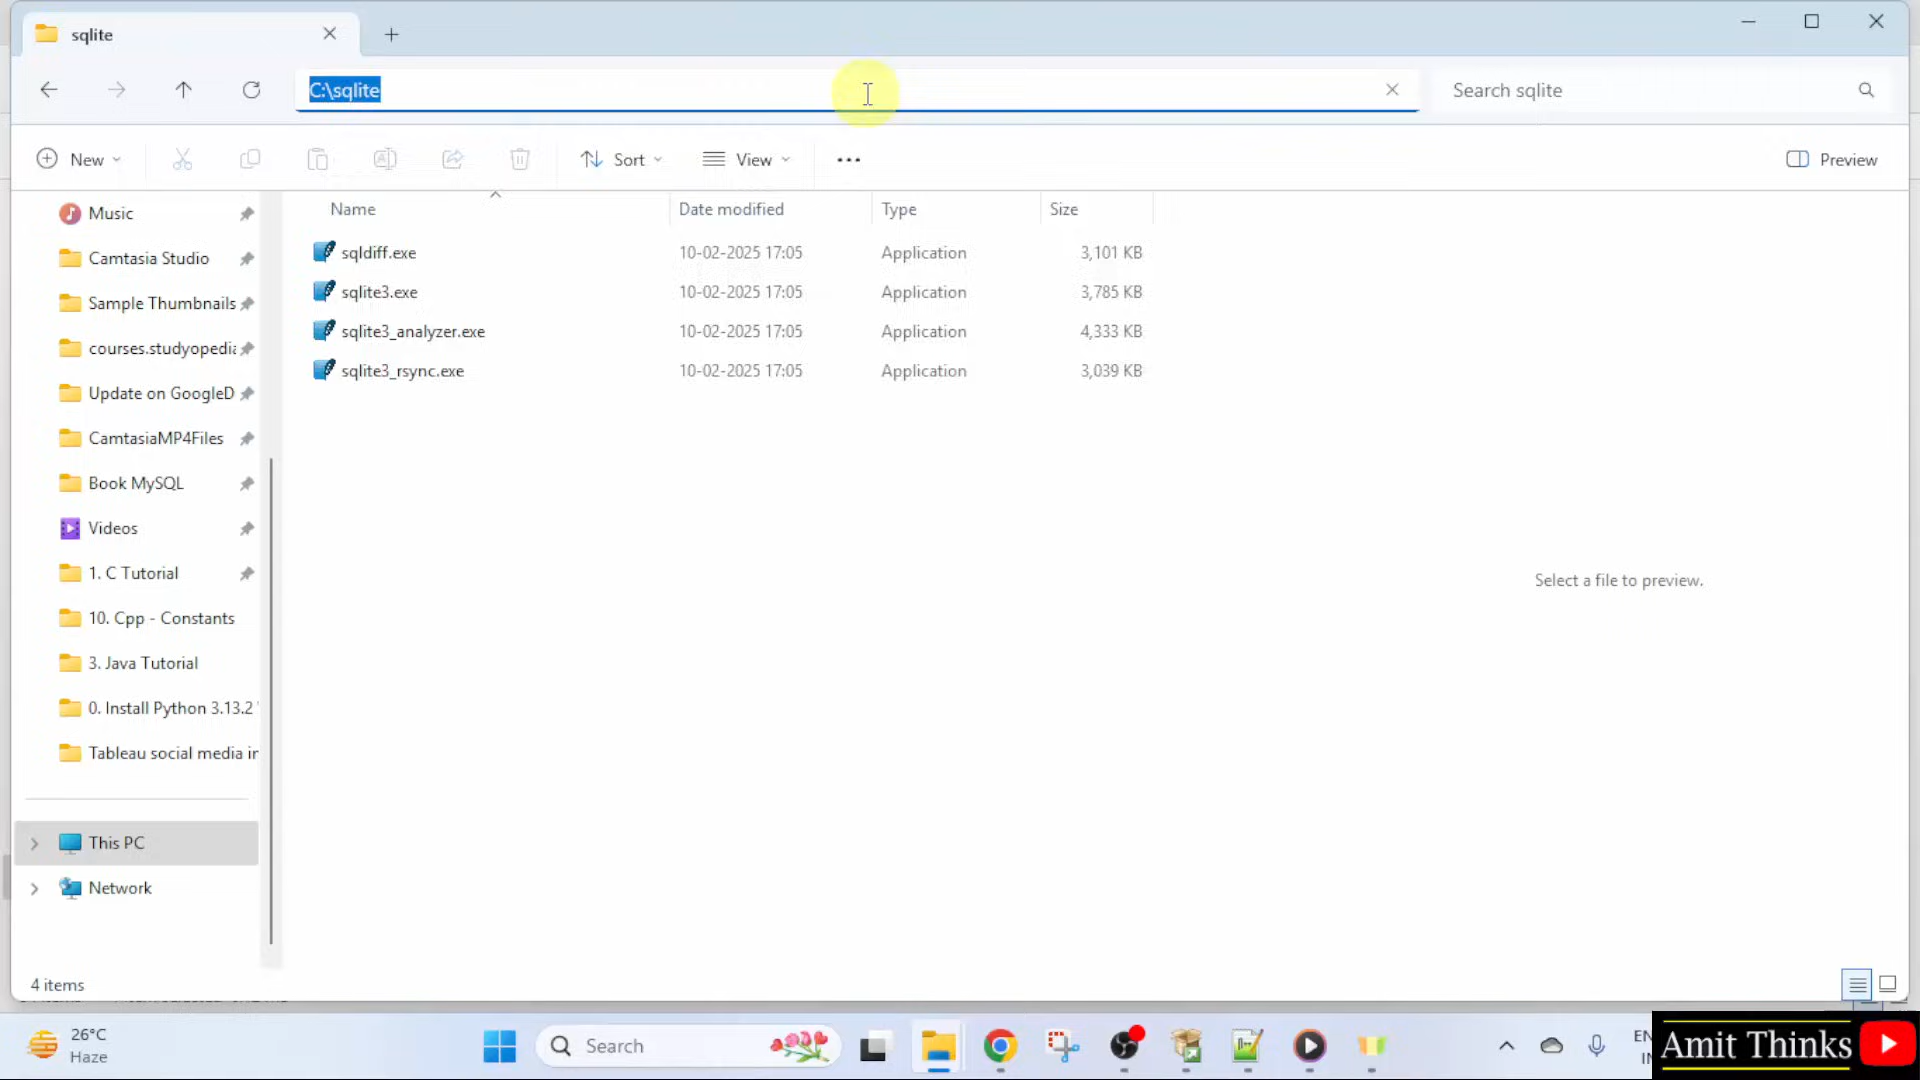 sqlite
C:\sqlite
Search sqlite
New
Sort
View
Preview
Name
Date modified
Type
Size
sqldiff.exe 10-02-2025 17:05 Application 3,101 KB
sqlite3.exe 10-02-2025 17:05 Application 3,785 KB
sqlite3_analyzer.exe 10-02-2025 17:05 Application 4,333 KB
sqlite3_rsync.exe 10-02-2025 17:05 Application 3,039 KB
Music
Camtasia Studio
Sample Thumbnails
courses.studyopedia
Update on GoogleD
CamtasiaMP4Files
Book MySQL
Videos
1. C Tutorial
10. Cpp - Constants
3. Java Tutorial
0. Install Python 3.13.2
Tableau social media in
This PC
Network
Select a file to preview.
4 items
26°C
Haze
Search
EN
IN
Amit Thinks